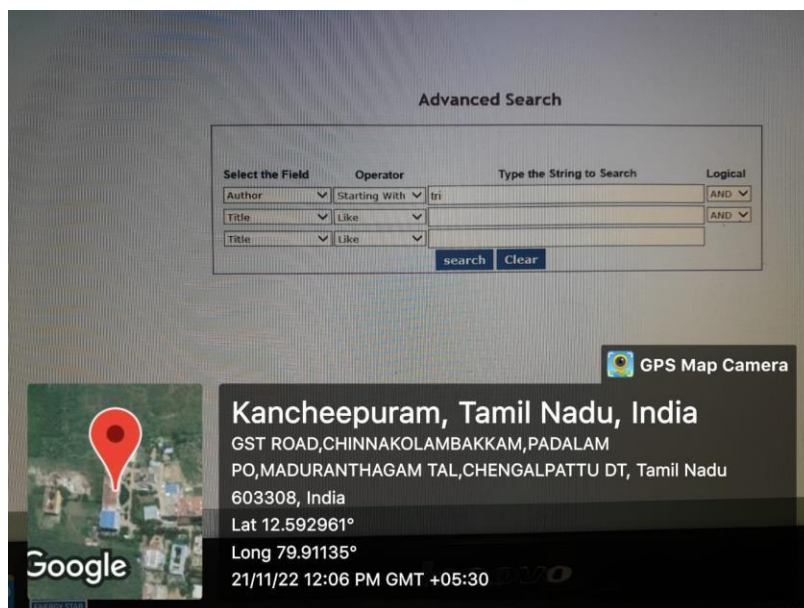 Advanced Search
Select the Field Operator Type the String to Search Logical
Author Starting With tri AND
Title Like AND
Title Like
search Clear
GPS Map Camera
Kancheepuram, Tamil Nadu, India
GST ROAD,CHINNAKOLAMBAKKAM,PADALAM
PO,MADURANTHAGAM TAL,CHENGALPATTU DT, Tamil Nadu
603308, India
Lat 12.592961°
Long 79.91135°
21/11/22 12:06 PM GMT +05:30
Google
ENERGY STAR